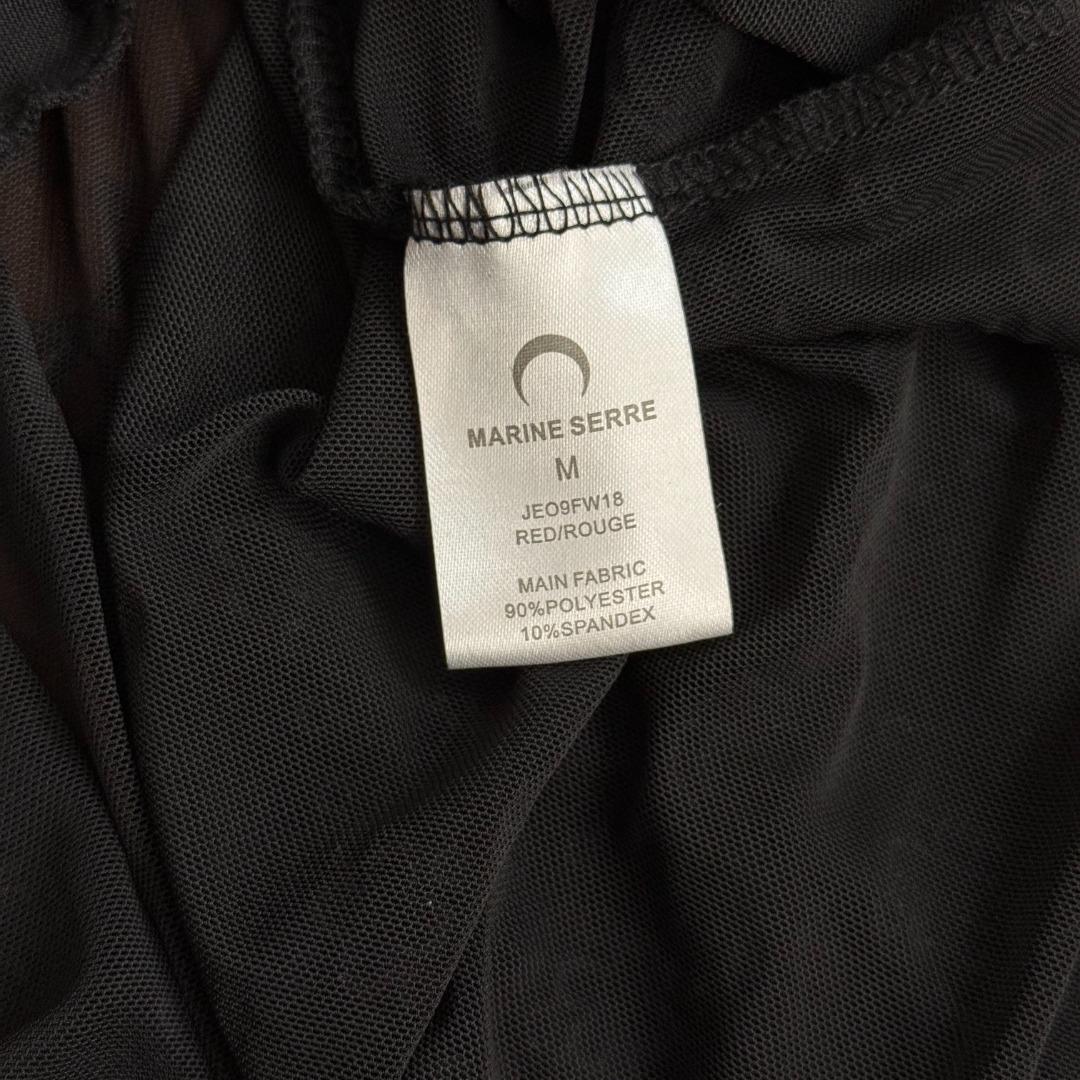 MARINE SERRE
M
JEO9FW18
RED/ROUGE
MAIN FABRIC
90%POLYESTER
10%SPANDEX